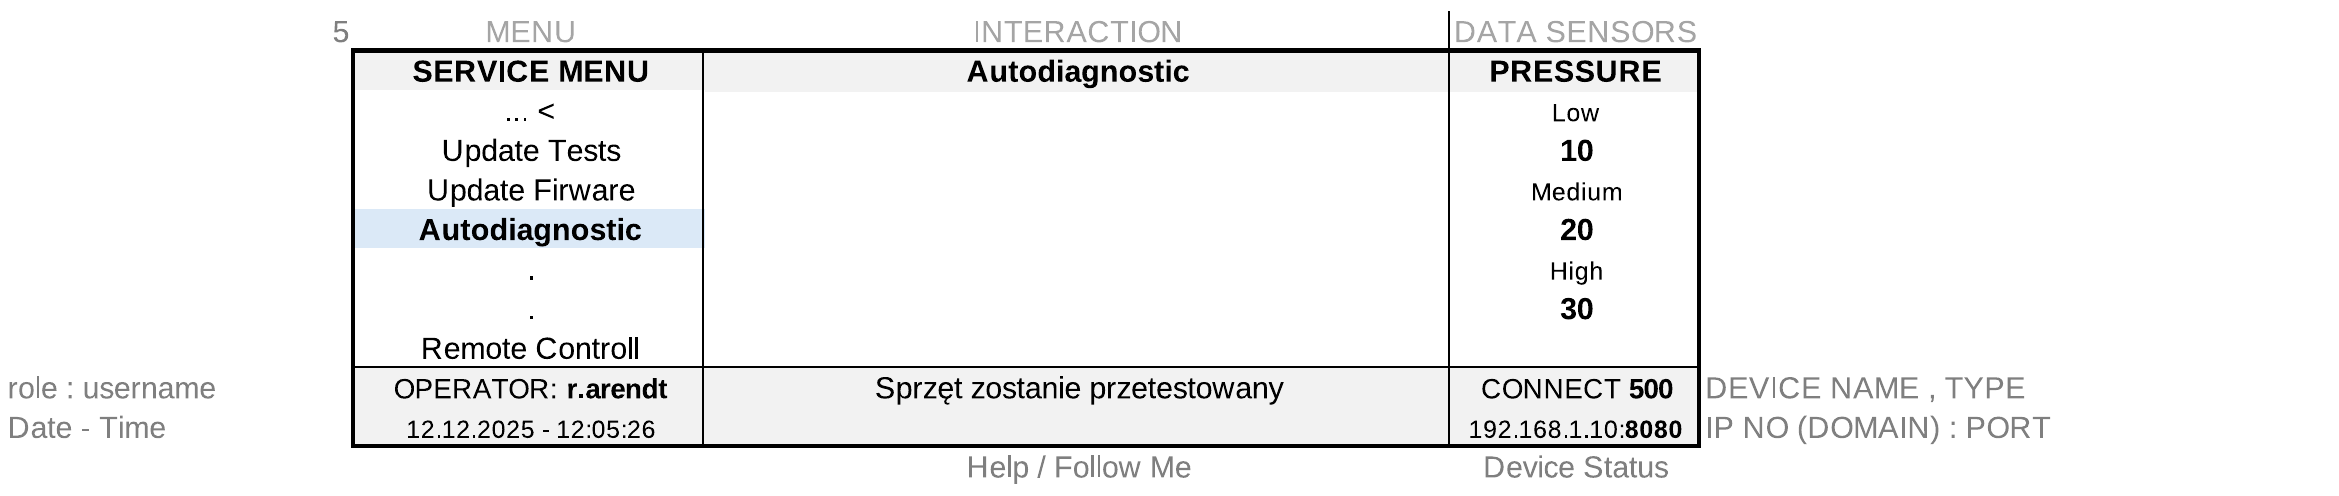 5 MENU INTERACTION DATA SENSORS
SERVICE MENU Autodiagnostic PRESSURE
... < Low
Update Tests 10
Update Firware Medium
Autodiagnostic 20
. High
. 30
Remote Controll
role : username OPERATOR: r.arendt Sprzęt zostanie przetestowany CONNECT 500 DEVICE NAME , TYPE
Date - Time 12.12.2025 - 12:05:26 192.168.1.10:8080 IP NO (DOMAIN) : PORT
Help / Follow Me Device Status